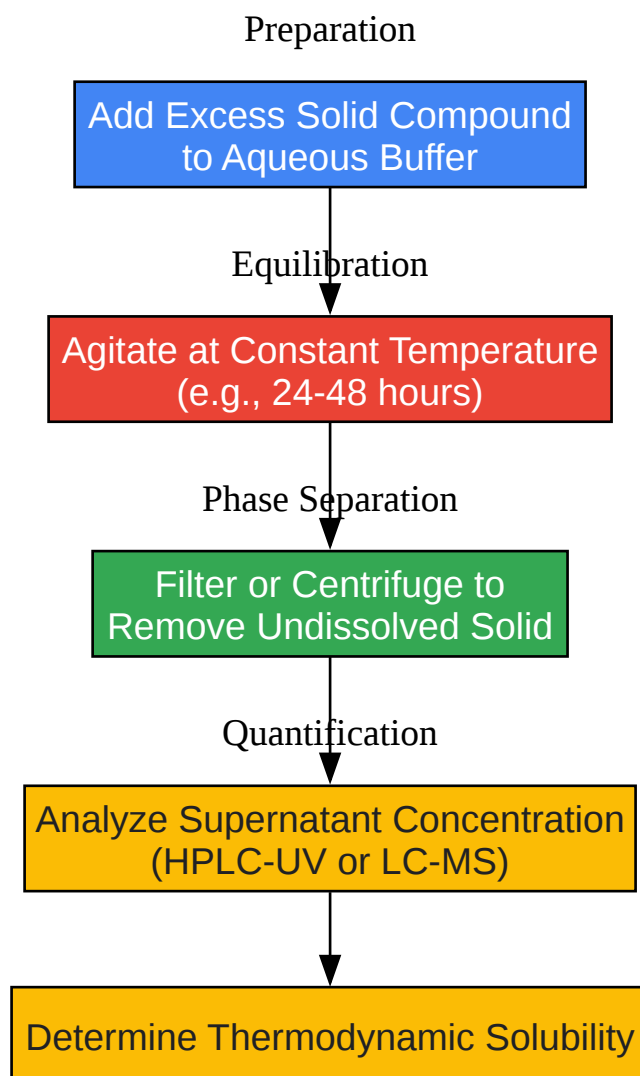 Preparation
Add Excess Solid Compound
to Aqueous Buffer
Equilibration
Agitate at Constant Temperature
(e.g., 24-48 hours)
Phase Separation
Filter or Centrifuge to
Remove Undissolved Solid
Quantification
Analyze Supernatant Concentration
(HPLC-UV or LC-MS)
Determine Thermodynamic Solubility